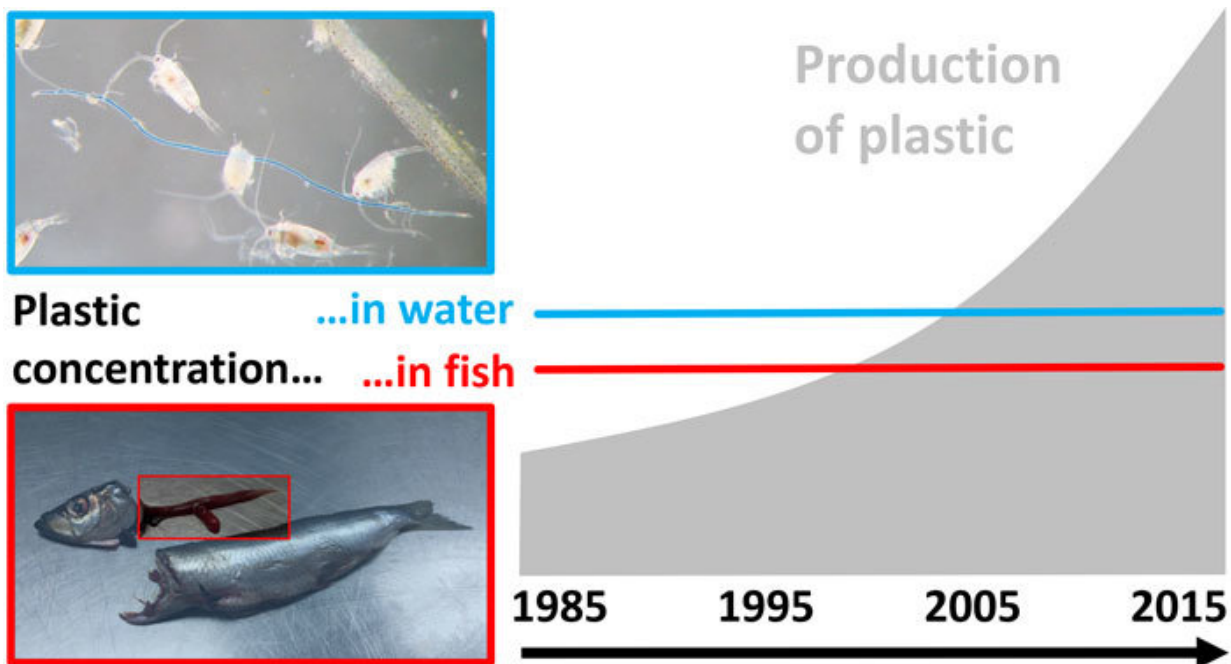 Production
of plastic
Plastic
concentration...
...in water
...in fish
1985 1995 2005 2015